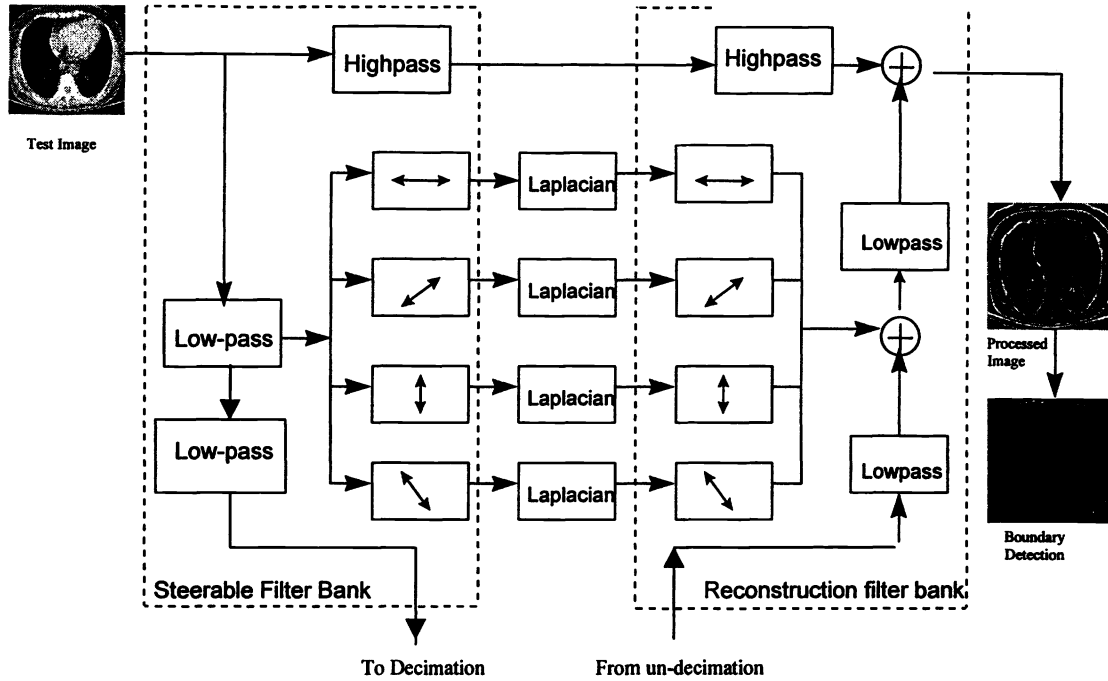 Highpass
Highpass
Test Image
Laplacian
Laplacian
Lowpass
Low-pass
Processed
Image
Laplacian
Low-pass
Lowpass
Laplacian
Boundary
Detection
Steerable Filter Bank
Reconstruction filter bank
To Decimation
From un-decimation